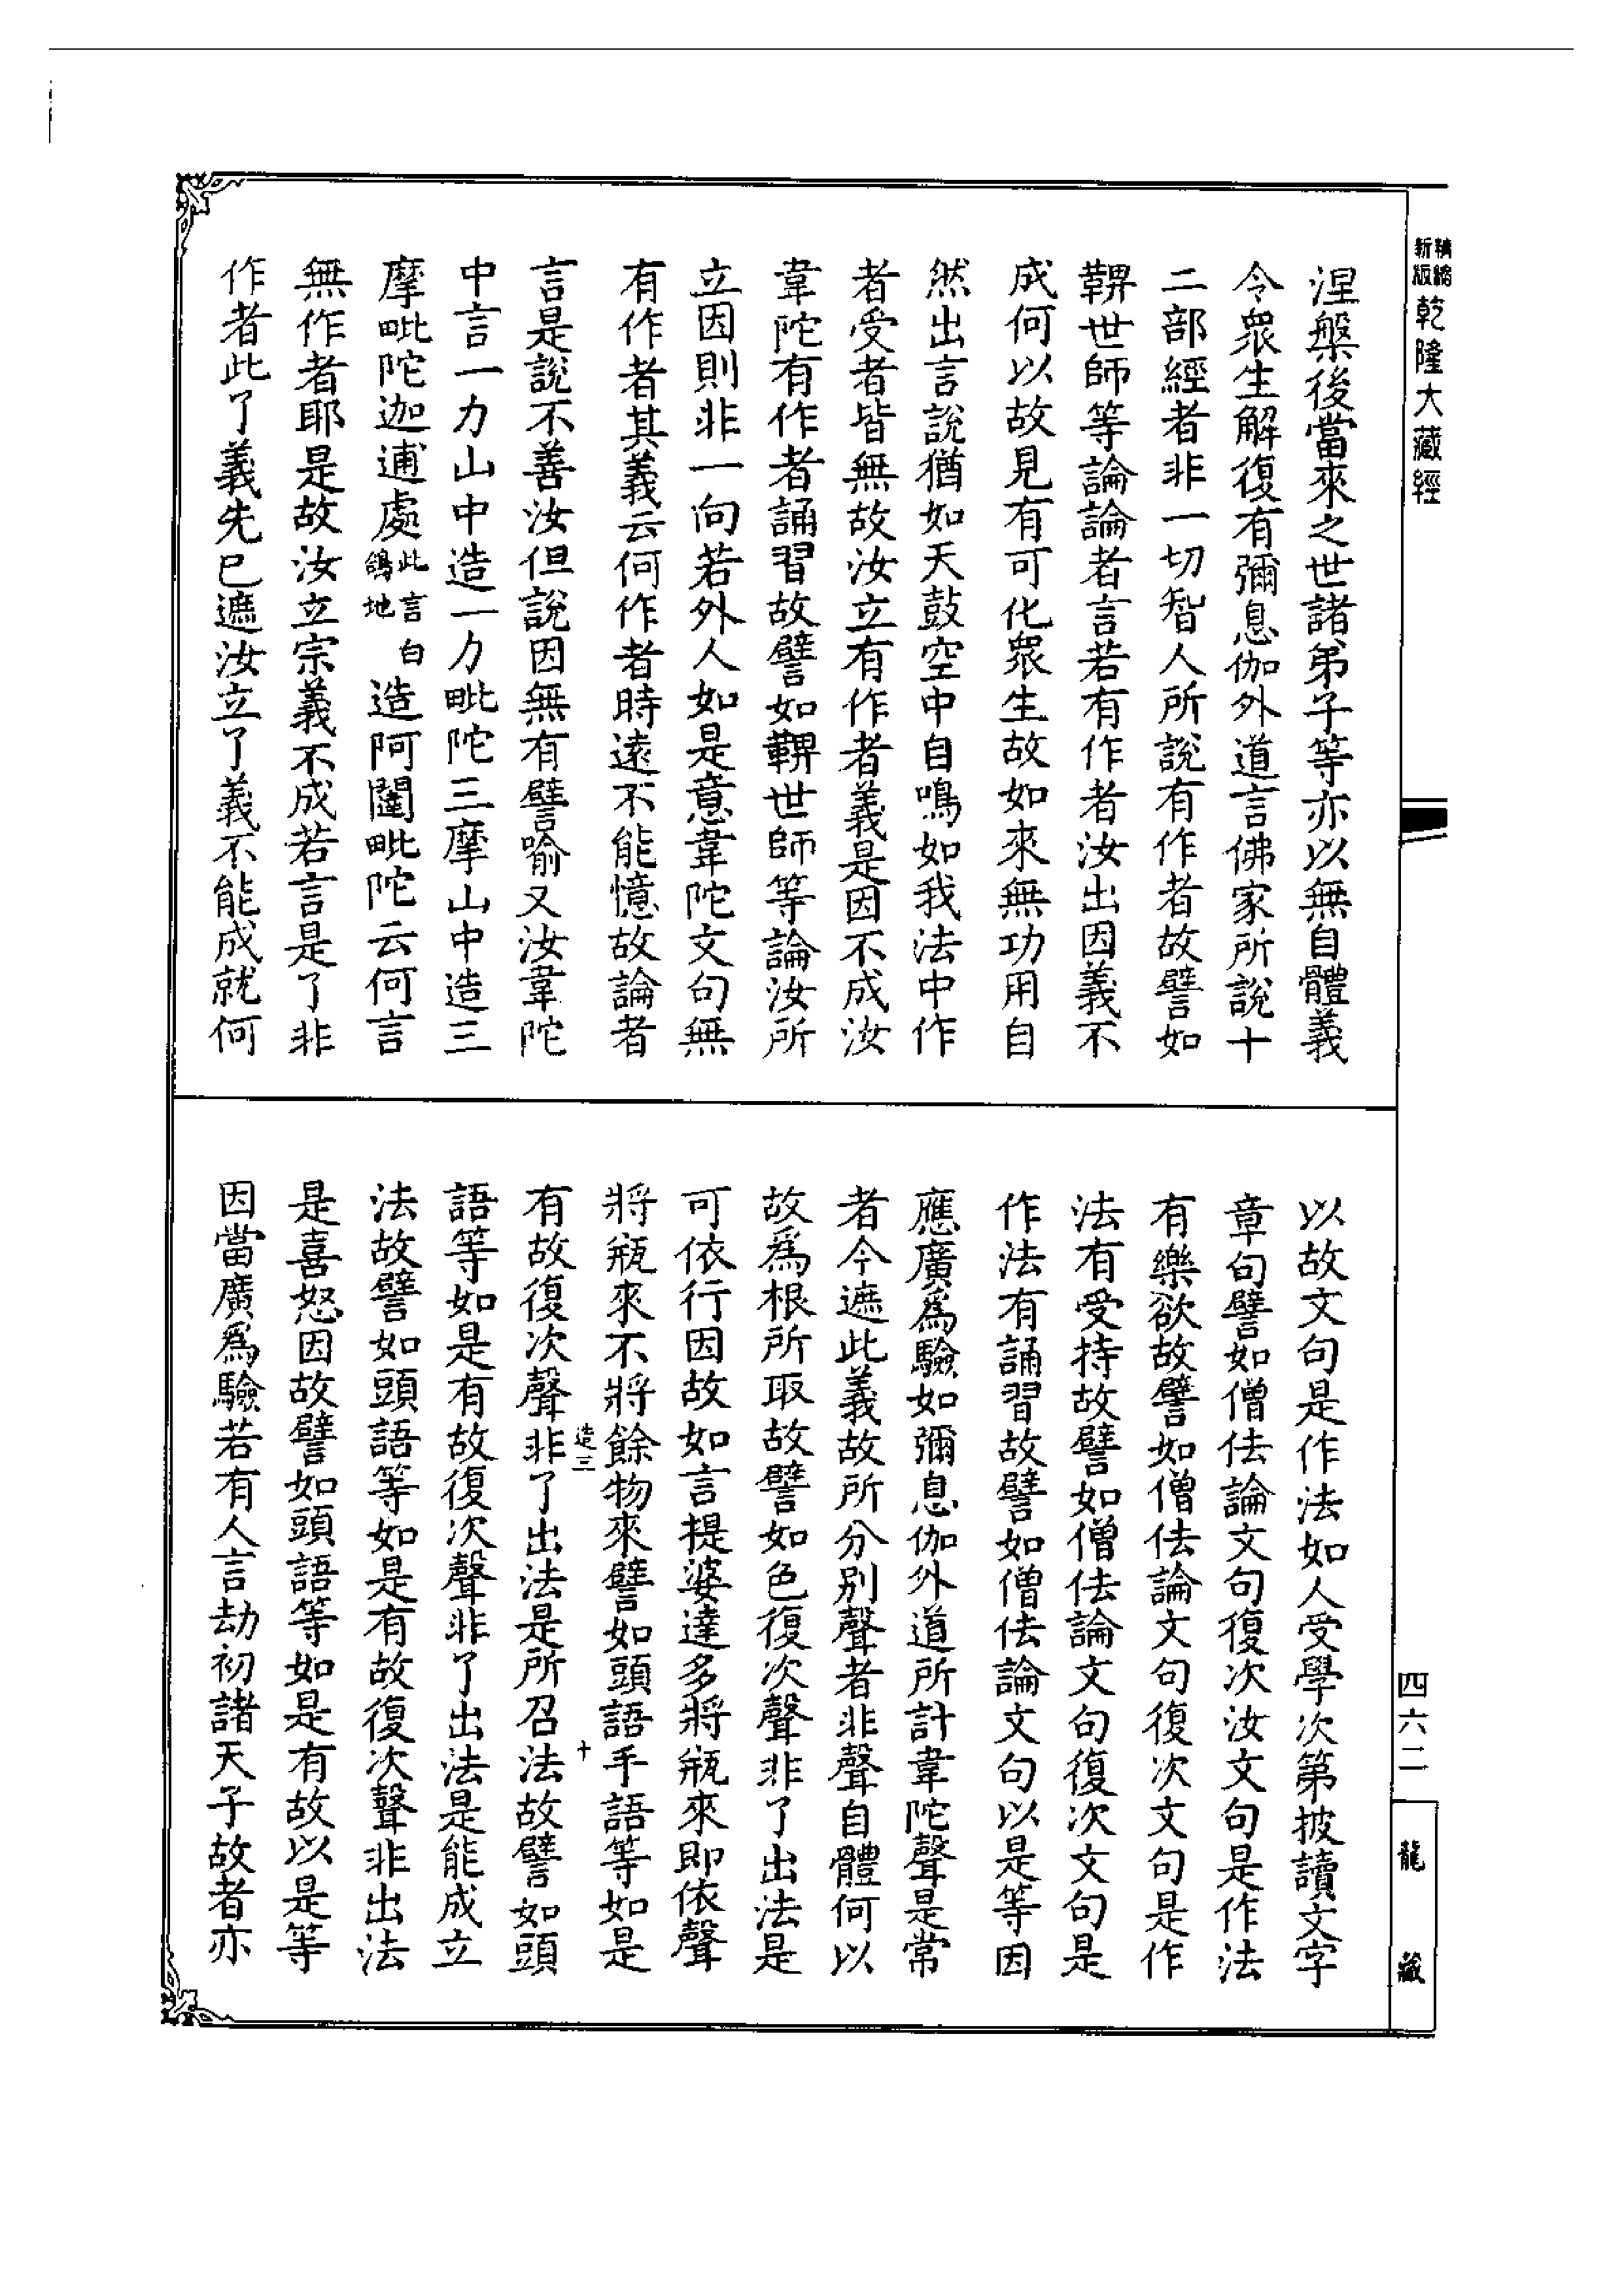 精縮新版乾隆大藏經
涅槃後當來之世諸弟子等亦以無自體義
令衆生解復有彌息伽外道言佛家所說十
二部經者非一切智人所說有作者故譬如
鞞世師等論論者言若有作者汝出因義不
成何以故見有可化衆生故如來無功用自
然出言說猶如天鼓空中自鳴如我法中作
者受者皆無故汝立有作者義是因不成汝
韋陀有作者誦習故譬如鞞世師等論汝所
立因則非一向若外人如是意韋陀文句無
有作者其義云何作者時遠不能憶故論者
言是說不善汝但說因無有譬喻又汝韋陀
中言一力山中造一力毗陀三摩山中造三
摩毗陀迦逋處此言白鴿地造阿闥毗陀云何言
無作者耶是故汝立宗義不成若言是了非
作者此了義先已遮汝立了義不能成就何
以故文句是作法如人受學次第披讀文字
章句譬如僧佉論文句復次汝文句是作法
有樂欲故譬如僧佉論文句復次文句是作
法有受持故譬如僧佉論文句復次文句是
作法有誦習故譬如僧佉論文句以是等因
應廣爲驗如彌息伽外道所計韋陀聲是常
者今遮此義故所分別聲者非聲自體何以
故爲根所取故譬如色復次聲非了出法是
可依行因故如言提婆達多將瓶來即依聲
將瓶來不將餘物來譬如頭語手語等如是
造三 十
有故復次聲非了出法是所召法故譬如頭
語等如是有故復次聲非了出法是能成立
法故譬如頭語等如是有故復次聲非出法
是喜怒因故譬如頭語等如是有故以是等
因當廣爲驗若有人言劫初諸天子故者亦
四六二
龍藏